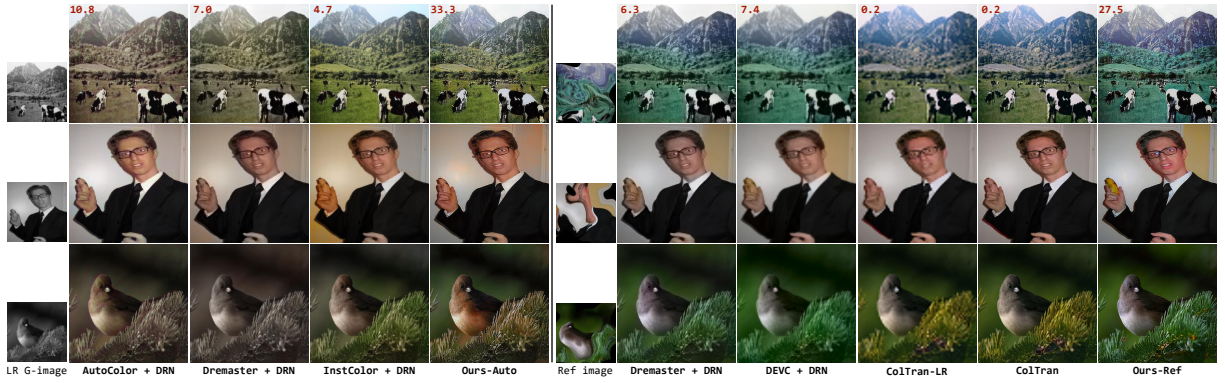 10.8 7.0 4.7 33.3 6.3 7.4 0.2 0.2 27.5
LR G-image AutoColor + DRN Dremaster + DRN InstColor + DRN Ours-Auto Ref image Dremaster + DRN DEVC + DRN ColTran-LR ColTran Ours-Ref